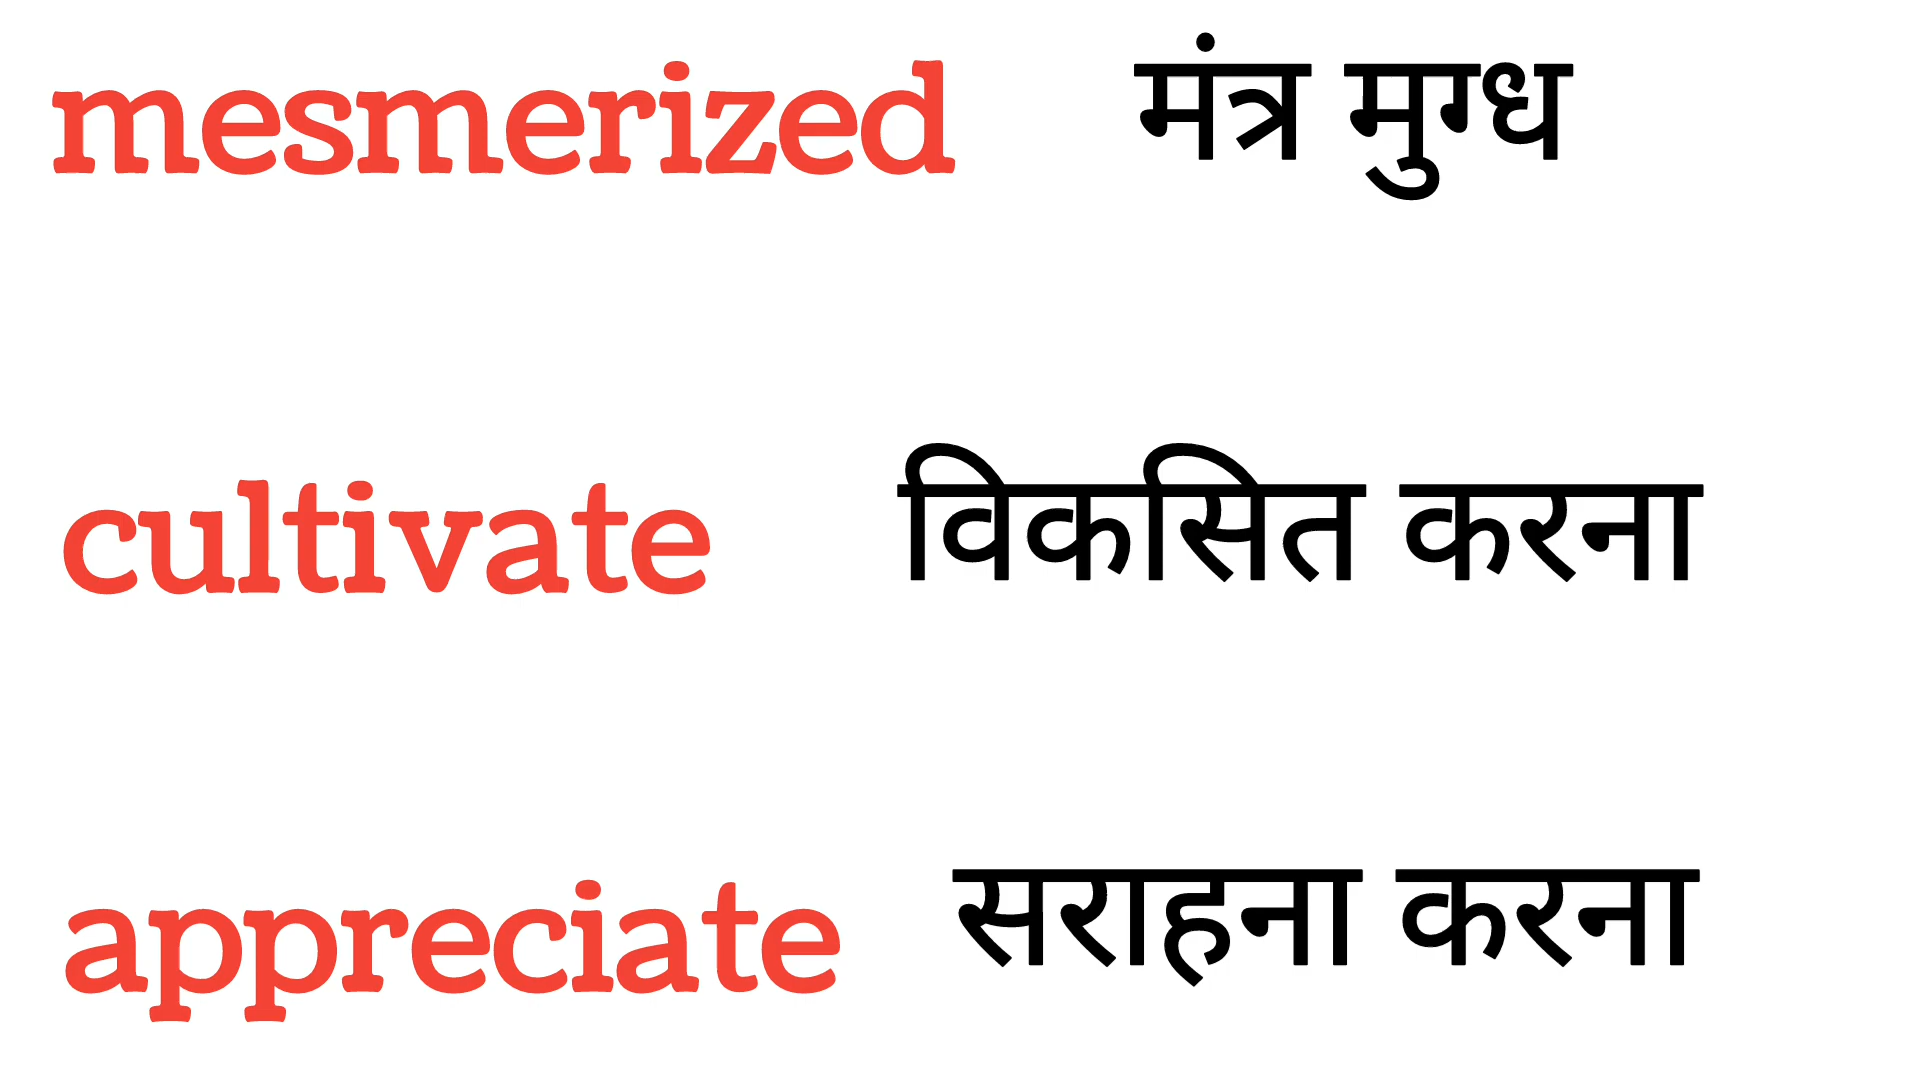 mesmerized मंत्र मुग्ध
cultivate विकसित करना
appreciate सराहना करना